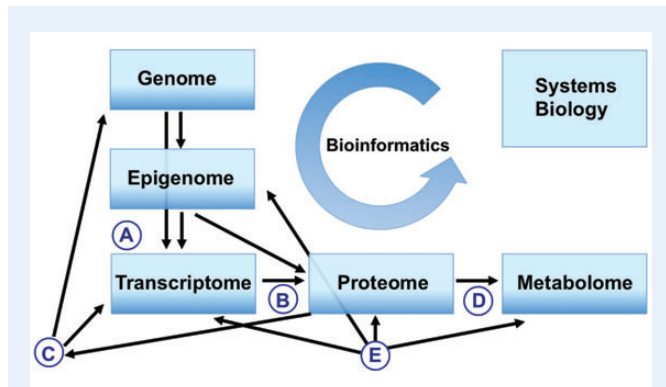 Genome
Systems
Biology
Bioinformatics
Epigenome
A
Transcriptome
B
Proteome
D
Metabolome
C
E